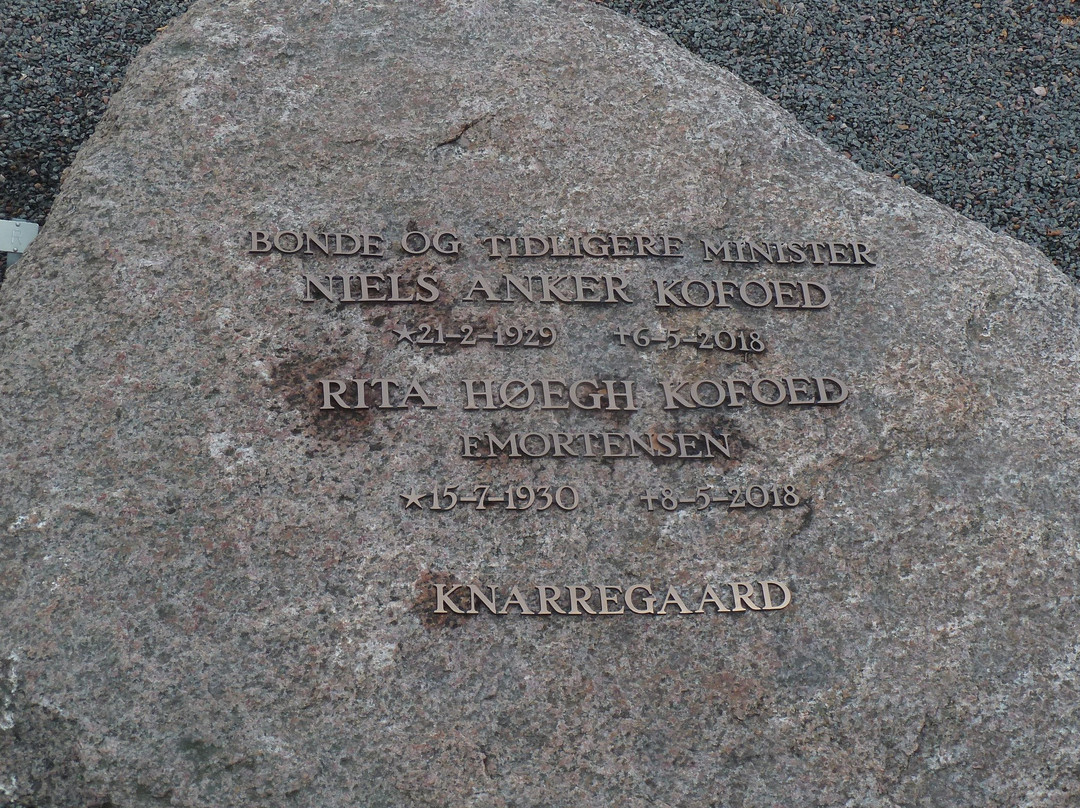 BONDE OG TIDLIGERE MINISTER
NIELS ANKER KOFOED
★21-2-1929 †6-5-2018
RITA HØEGH KOFOED
F.MORTENSEN
★15-7-1930 †8-5-2018
KNARREGAARD